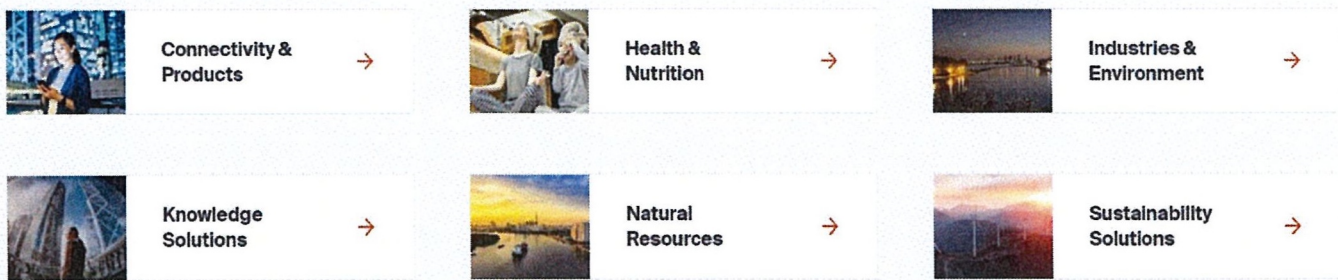 Connectivity &
Products
Health &
Nutrition
Industries &
Environment
Knowledge
Solutions
Natural
Resources
Sustainability
Solutions